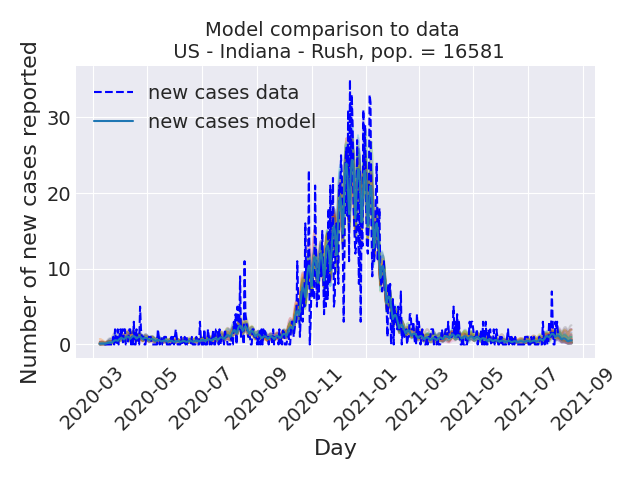 Model comparison to data
US - Indiana - Rush, pop. = 16581
new cases data
new cases model
Number of new cases reported
30
20
10
0
2020-03
2020-05
2020-07
2020-09
2020-11
2021-01
2021-03
2021-05
2021-07
2021-09
Day